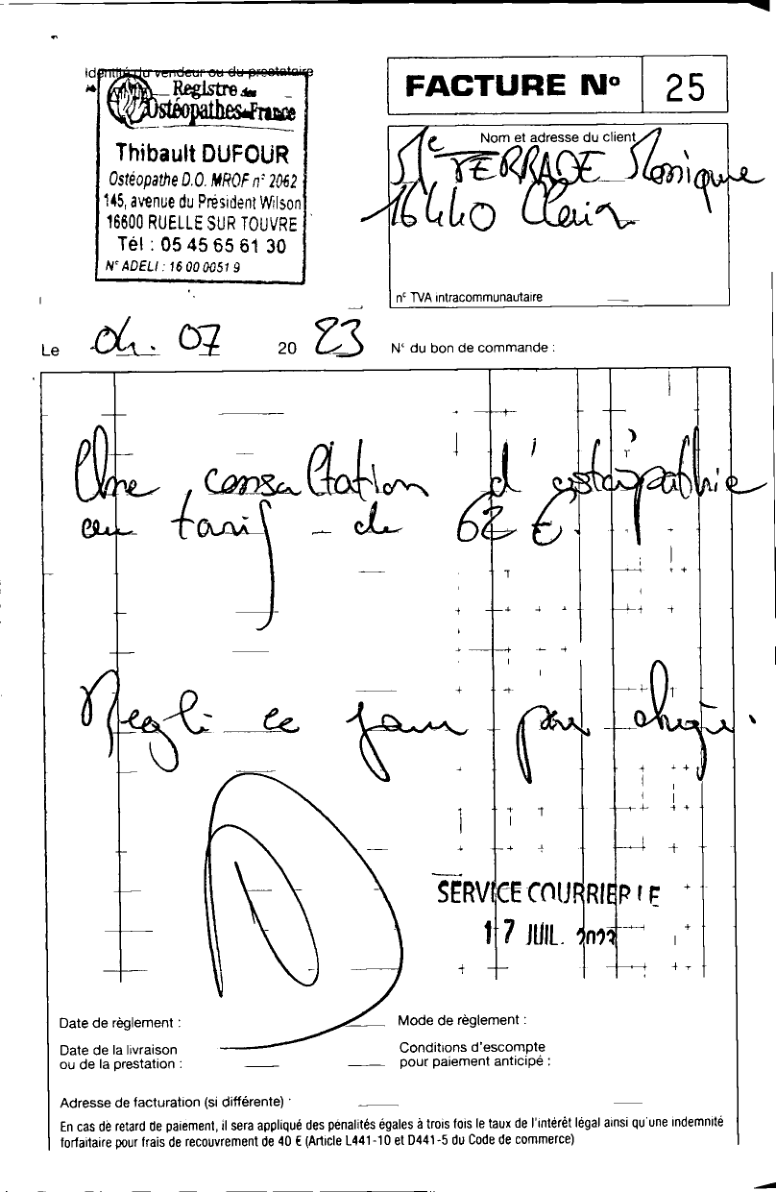 Identité du vendeur ou du prestataire
Registre des
Ostéopathes de France
Thibault DUFOUR
Ostéopathe D.O. MROF n° 2062
145, avenue du Président Wilson
16600 RUELLE SUR TOUVRE
Tél : 05 45 65 61 30
N° ADELI : 16 00 0051 9
FACTURE N° 25
Nom et adresse du client
Me TERRADE Monique
16440 Claix
n° TVA intracommunautaire
Le 04. 07 20 23
N° du bon de commande :
Une consultation d'ostéopathie
au tarif de 62 €.
Réglé ce jour par chèque.
SERVICE COURRIER LE
17 JUIL. 2023
Date de règlement :
Mode de règlement :
Date de la livraison
ou de la prestation :
Conditions d'escompte
pour paiement anticipé :
Adresse de facturation (si différente) :
En cas de retard de paiement, il sera appliqué des pénalités égales à trois fois le taux de l'intérêt légal ainsi qu'une indemnité
forfaitaire pour frais de recouvrement de 40 € (Article L441-10 et D441-5 du Code de commerce)